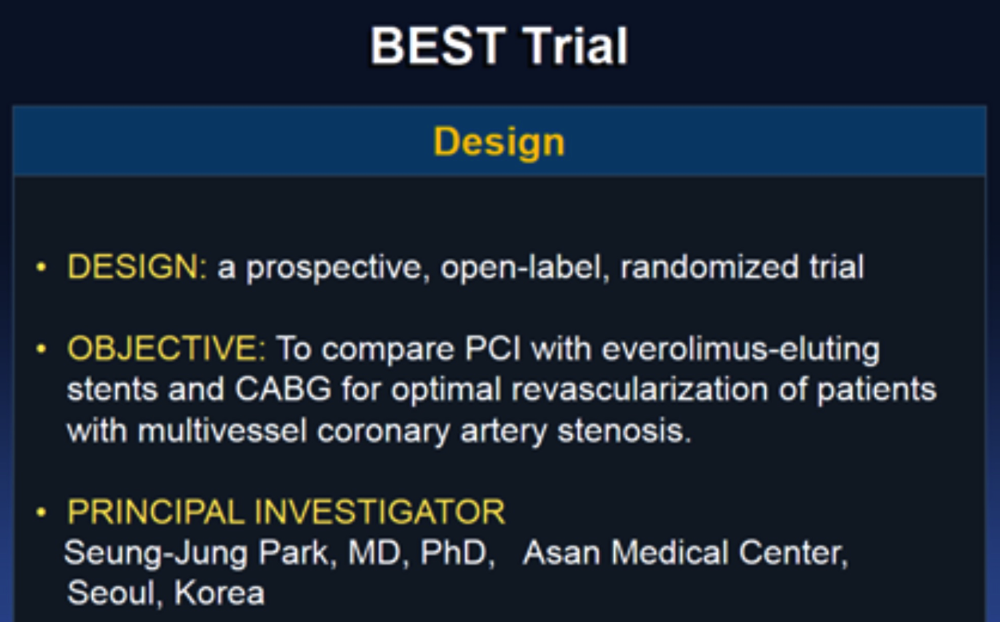 BEST Trial
Design
• DESIGN: a prospective, open-label, randomized trial
• OBJECTIVE: To compare PCI with everolimus-eluting
stents and CABG for optimal revascularization of patients
with multivessel coronary artery stenosis.
• PRINCIPAL INVESTIGATOR
Seung-Jung Park, MD, PhD, Asan Medical Center,
Seoul, Korea